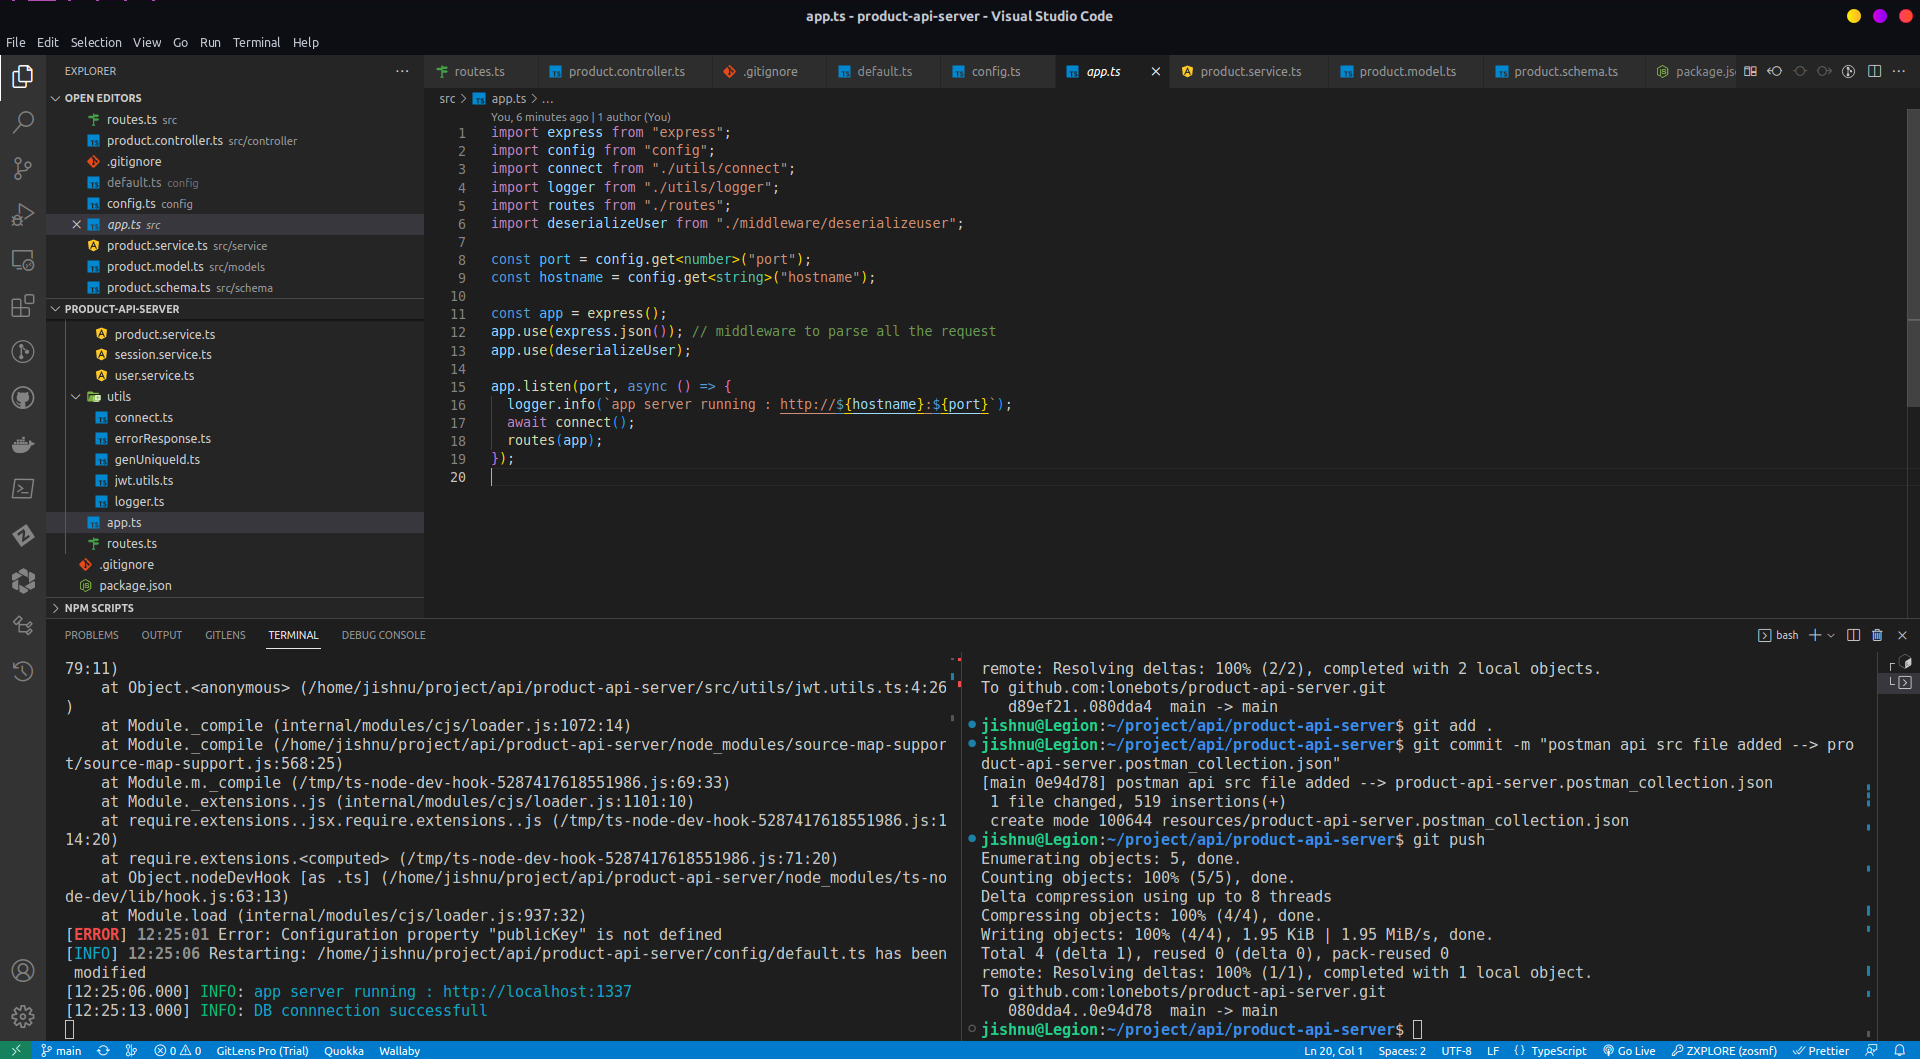 app.ts - product-api-server - Visual Studio Code
File Edit Selection View Go Run Terminal Help
EXPLORER
OPEN EDITORS
routes.ts src
product.controller.ts src/controller
.gitignore
default.ts config
config.ts config
app.ts src
product.service.ts src/service
product.model.ts src/models
product.schema.ts src/schema
PRODUCT-API-SERVER
product.service.ts
session.service.ts
user.service.ts
utils
connect.ts
errorResponse.ts
genUniqueId.ts
jwt.utils.ts
logger.ts
app.ts
routes.ts
.gitignore
package.json
NPM SCRIPTS
routes.ts product.controller.ts .gitignore default.ts config.ts app.ts product.service.ts product.model.ts product.schema.ts package.js
src > app.ts > ...
You, 6 minutes ago | 1 author (You)
1 import express from "express";
2 import config from "config";
3 import connect from "./utils/connect";
4 import logger from "./utils/logger";
5 import routes from "./routes";
6 import deserializeUser from "./middleware/deserializeuser";
7
8 const port = config.get<number>("port");
9 const hostname = config.get<string>("hostname");
10
11 const app = express();
12 app.use(express.json()); // middleware to parse all the request
13 app.use(deserializeUser);
14
15 app.listen(port, async () => {
16 logger.info(`app server running : http://${hostname}:${port}`);
17 await connect();
18 routes(app);
19 });
20
PROBLEMS OUTPUT GITLENS TERMINAL DEBUG CONSOLE
bash
79:11)
at Object.<anonymous> (/home/jishnu/project/api/product-api-server/src/utils/jwt.utils.ts:4:26
)
at Module._compile (internal/modules/cjs/loader.js:1072:14)
at Module._compile (/home/jishnu/project/api/product-api-server/node_modules/source-map-suppor
t/source-map-support.js:568:25)
at Module.m._compile (/tmp/ts-node-dev-hook-5287417618551986.js:69:33)
at Module._extensions..js (internal/modules/cjs/loader.js:1101:10)
at require.extensions..jsx.require.extensions..js (/tmp/ts-node-dev-hook-5287417618551986.js:1
14:20)
at require.extensions.<computed> (/tmp/ts-node-dev-hook-5287417618551986.js:71:20)
at Object.nodeDevHook [as .ts] (/home/jishnu/project/api/product-api-server/node_modules/ts-no
de-dev/lib/hook.js:63:13)
at Module.load (internal/modules/cjs/loader.js:937:32)
[ERROR] 12:25:01 Error: Configuration property "publicKey" is not defined
[INFO] 12:25:06 Restarting: /home/jishnu/project/api/product-api-server/config/default.ts has been
modified
[12:25:06.000] INFO: app server running : http://localhost:1337
[12:25:13.000] INFO: DB connnection successfull
remote: Resolving deltas: 100% (2/2), completed with 2 local objects.
To github.com:lonebots/product-api-server.git
d89ef21..080dda4 main -> main
jishnu@Legion:~/project/api/product-api-server$ git add .
jishnu@Legion:~/project/api/product-api-server$ git commit -m "postman api src file added --> pro
duct-api-server.postman_collection.json"
[main 0e94d78] postman api src file added --> product-api-server.postman_collection.json
1 file changed, 519 insertions(+)
create mode 100644 resources/product-api-server.postman_collection.json
jishnu@Legion:~/project/api/product-api-server$ git push
Enumerating objects: 5, done.
Counting objects: 100% (5/5), done.
Delta compression using up to 8 threads
Compressing objects: 100% (4/4), done.
Writing objects: 100% (4/4), 1.95 KiB | 1.95 MiB/s, done.
Total 4 (delta 1), reused 0 (delta 0), pack-reused 0
remote: Resolving deltas: 100% (1/1), completed with 1 local object.
To github.com:lonebots/product-api-server.git
080dda4..0e94d78 main -> main
jishnu@Legion:~/project/api/product-api-server$
main 0 0 GitLens Pro (Trial) Quokka Wallaby Ln 20, Col 1 Spaces: 2 UTF-8 LF { } TypeScript Go Live ZXPLORE (zosmf) Prettier